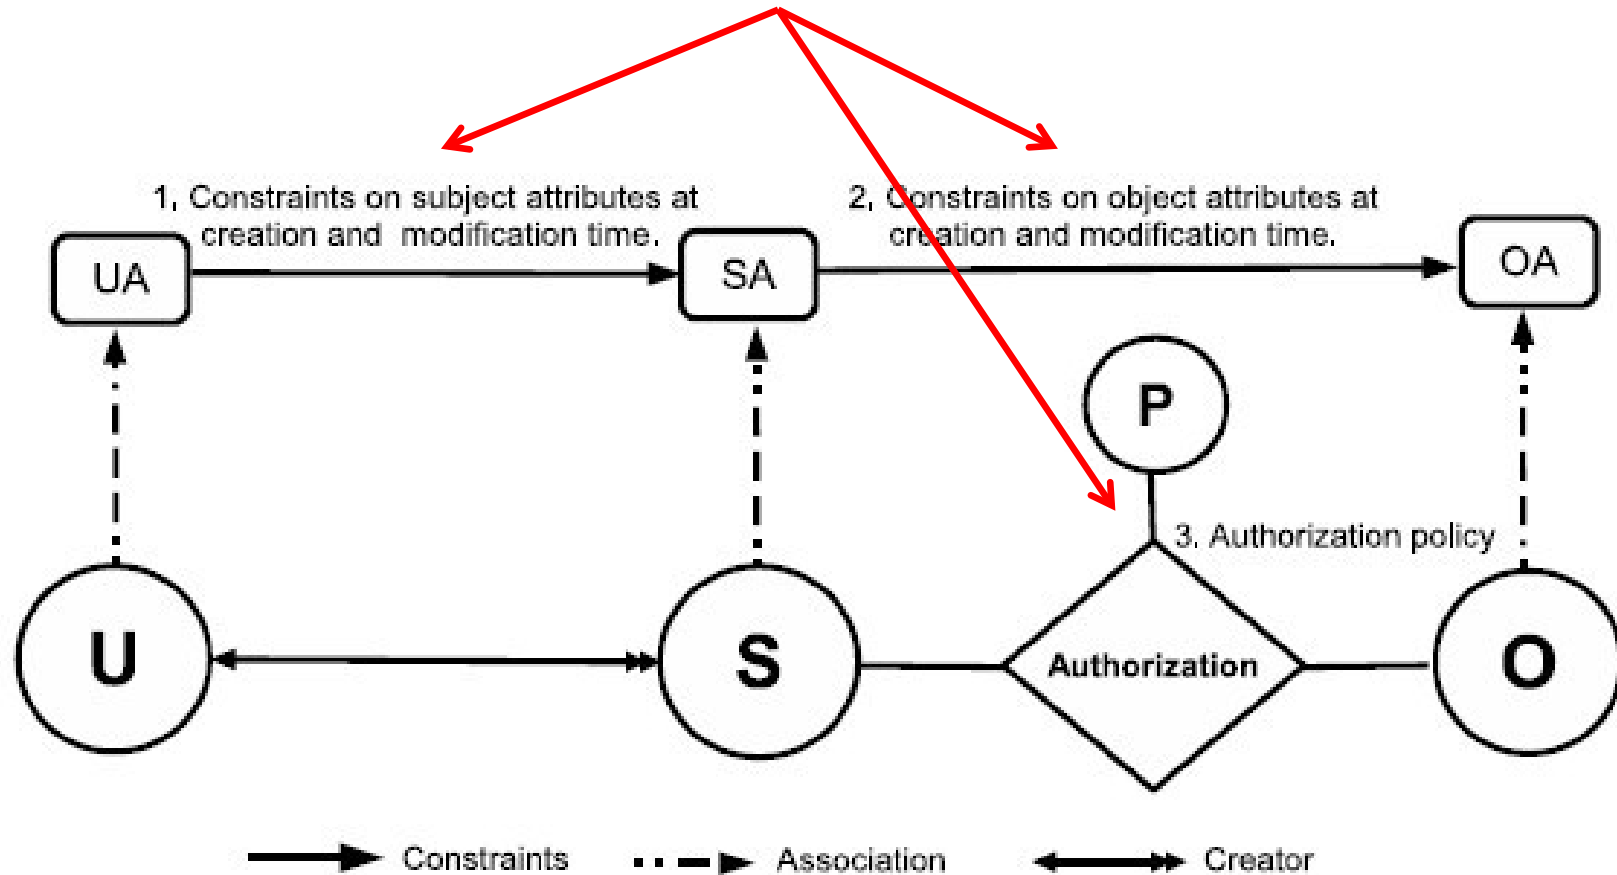 1. Constraints on subject attributes at
creation and modification time.
2. Constraints on object attributes at
creation and modification time.
UA
SA
OA
P
3. Authorization policy
U
S
Authorization
O
Constraints
Association
Creator